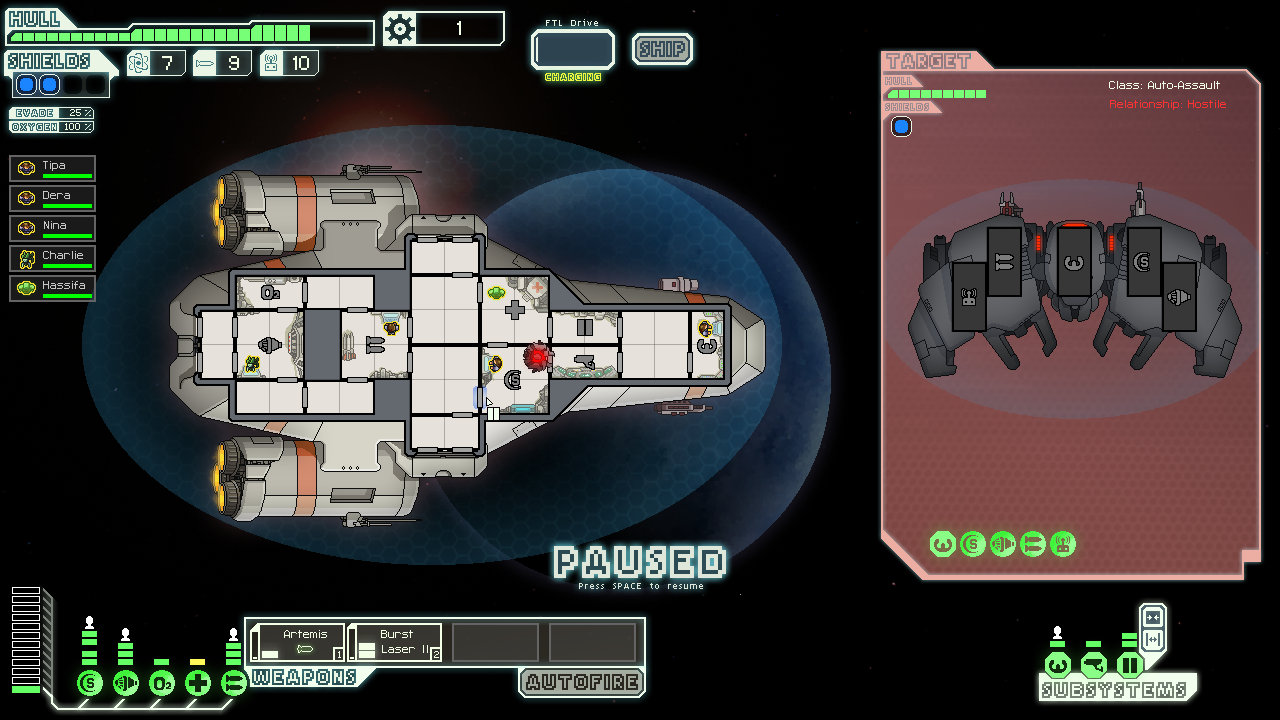 HULL
1
FTL Drive
SHIP
CHARGING
SHIELDS
7
9
10
EVADE 25%
OXYGEN 100%
Tipa
Dera
Nina
Charlie
Hassifa
O2
TARGET
HULL
SHIELDS
Class: Auto-Assault
Relationship: Hostile
PAUSED
Press SPACE to resume
Artemis
1
Burst
Laser II
2
WEAPONS
AUTOFIRE
S
O2
SUBSYSTEMS